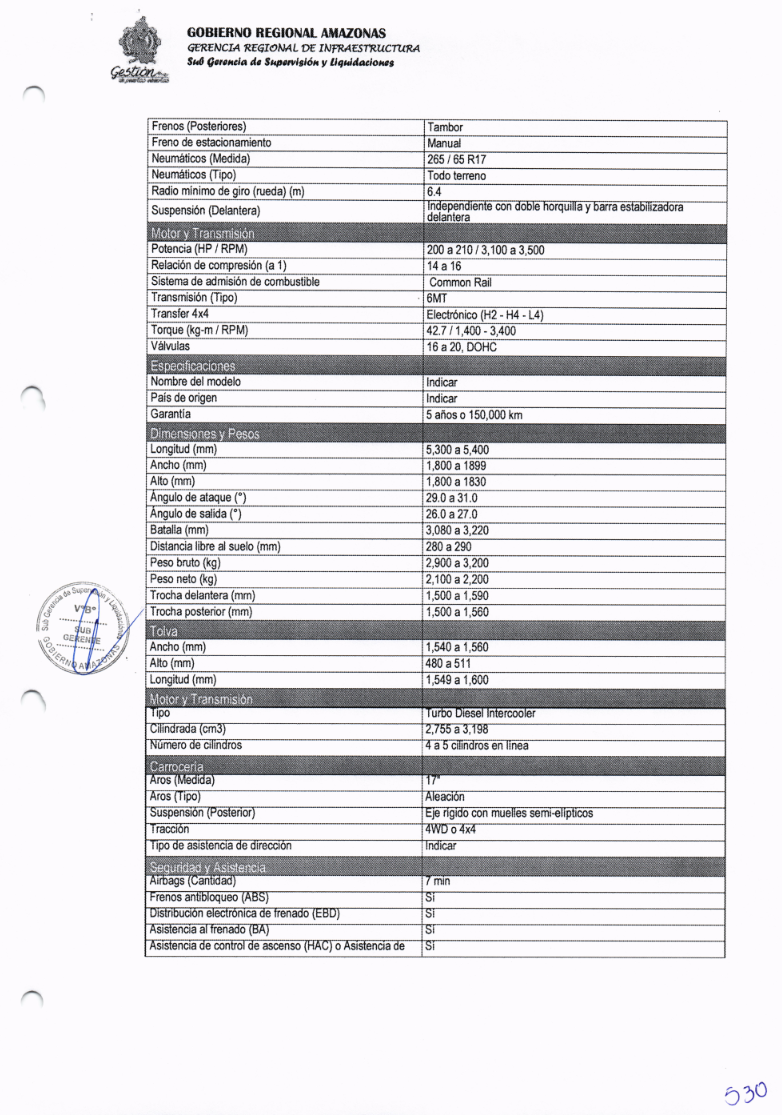 GOBIERNO REGIONAL AMAZONAS
GERENCIA REGIONAL DE INFRAESTRUCTURA
Sub Gerencia de Supervisión y Liquidaciones
Gestión
Frenos (Posteriores) Tambor
Freno de estacionamiento Manual
Neumáticos (Medida) 265 / 65 R17
Neumáticos (Tipo) Todo terreno
Radio mínimo de giro (rueda) (m) 6.4
Suspensión (Delantera) Independiente con doble horquilla y barra estabilizadora
delantera
Motor y Transmisión
Potencia (HP / RPM) 200 a 210 / 3,100 a 3,500
Relación de compresión (a 1) 14 a 16
Sistema de admisión de combustible Common Rail
Transmisión (Tipo) 6MT
Transfer 4x4 Electrónico (H2 - H4 - L4)
Torque (kg-m / RPM) 42.7 / 1,400 - 3,400
Válvulas 16 a 20, DOHC
Especificaciones
Nombre del modelo Indicar
País de origen Indicar
Garantía 5 años o 150,000 km
Dimensiones y Pesos
Longitud (mm) 5,300 a 5,400
Ancho (mm) 1,800 a 1899
Alto (mm) 1,800 a 1830
Ángulo de ataque (°) 29.0 a 31.0
Ángulo de salida (°) 26.0 a 27.0
Batalla (mm) 3,080 a 3,220
Distancia libre al suelo (mm) 280 a 290
Peso bruto (kg) 2,900 a 3,200
Peso neto (kg) 2,100 a 2,200
Trocha delantera (mm) 1,500 a 1,590
Trocha posterior (mm) 1,500 a 1,560
Sub Gerencia de Supervisión y Liquidaciones
V°B°
SUB
GERENTE
GOBIERNO AMAZONAS
Tolva
Ancho (mm) 1,540 a 1,560
Alto (mm) 480 a 511
Longitud (mm) 1,549 a 1,600
Motor y Transmisión
Tipo Turbo Diesel Intercooler
Cilindrada (cm3) 2,755 a 3,198
Número de cilindros 4 a 5 cilindros en línea
Carrocería
Aros (Medida) 17"
Aros (Tipo) Aleación
Suspensión (Posterior) Eje rígido con muelles semi-elípticos
Tracción 4WD o 4x4
Tipo de asistencia de dirección Indicar
Seguridad y Asistencia
Airbags (Cantidad) 7 min
Frenos antibloqueo (ABS) Sí
Distribución electrónica de frenado (EBD) Sí
Asistencia al frenado (BA) Sí
Asistencia de control de ascenso (HAC) o Asistencia de Sí
530